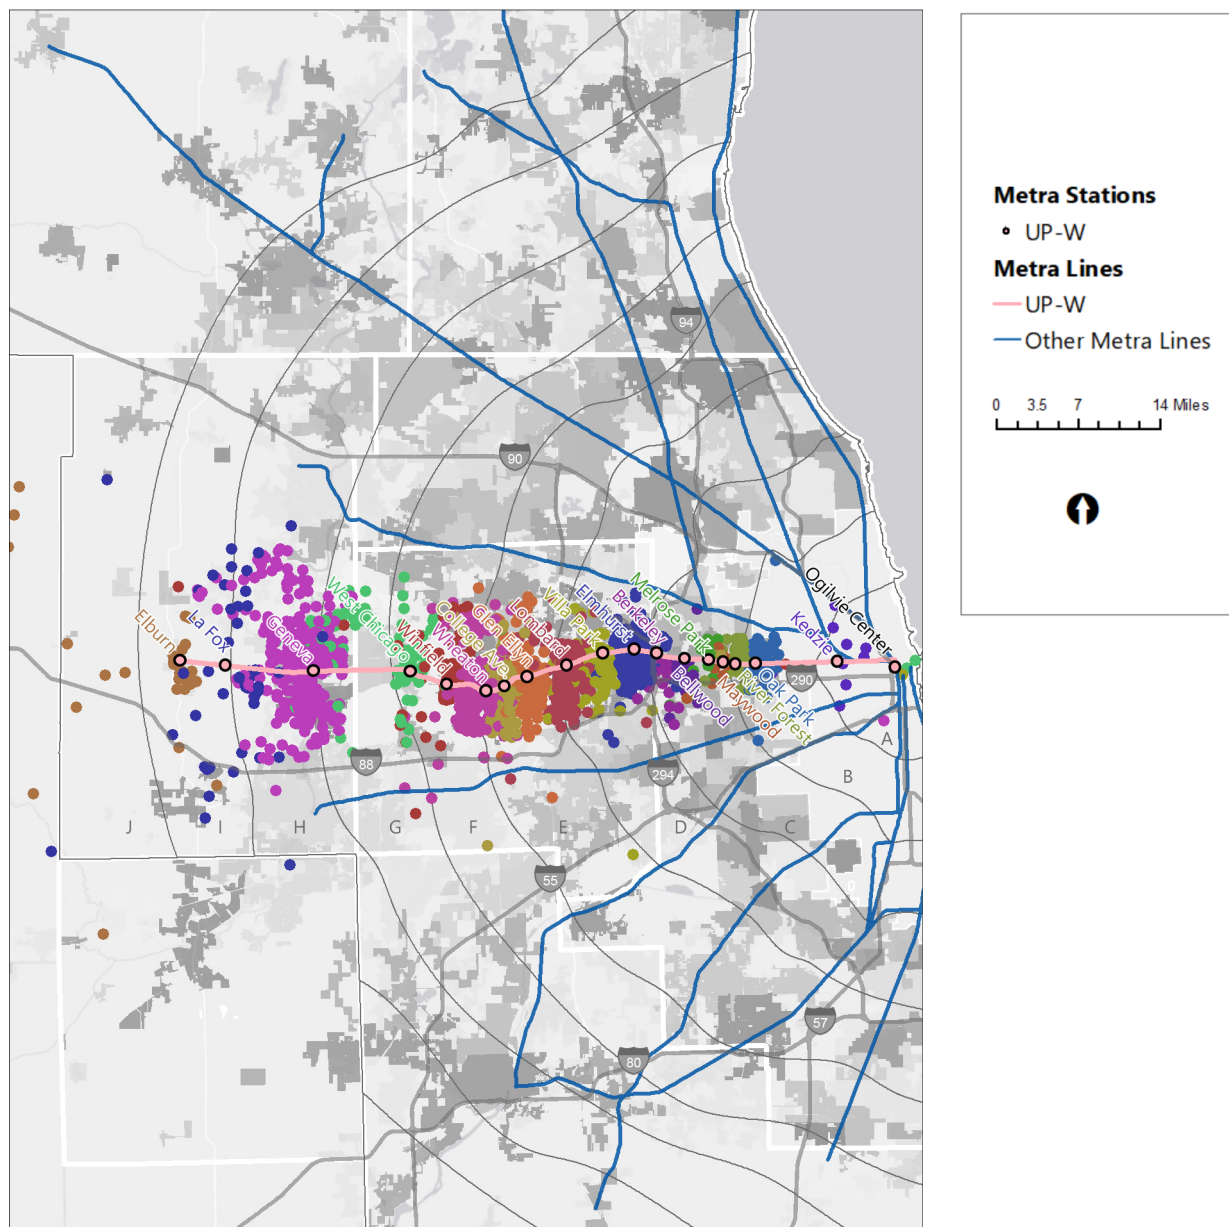 94
90
Ogilvie Center
Kedzie
Melrose Park
Berkeley
Elmhurst
Villa Park
Lombard
Glen Ellyn
College Ave
Wheaton
Winfield
West Chicago
Geneva
La Fox
Elburn
Oak Park
River Forest
Maywood
Bellwood
290
88
294
A
B
C
D
E
F
G
H
I
J
55
57
80
Metra Stations
UP-W
Metra Lines
UP-W
Other Metra Lines
0 3.5 7 14 Miles